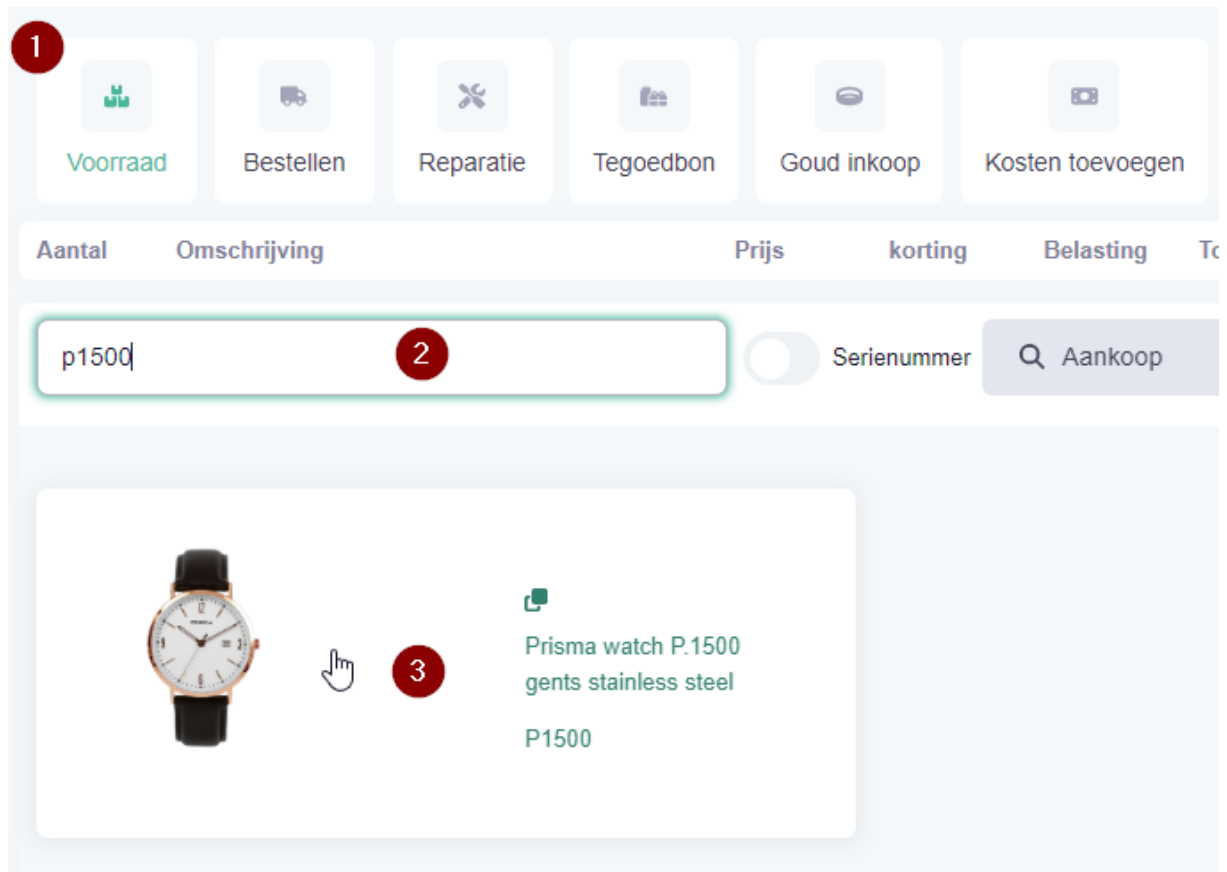 1
Voorraad Bestellen Reparatie Tegoedbon Goud inkoop Kosten toevoegen
Aantal Omschrijving Prijs korting Belasting To
p1500 2 Serienummer Aankoop
3
Prisma watch P.1500
gents stainless steel
P1500